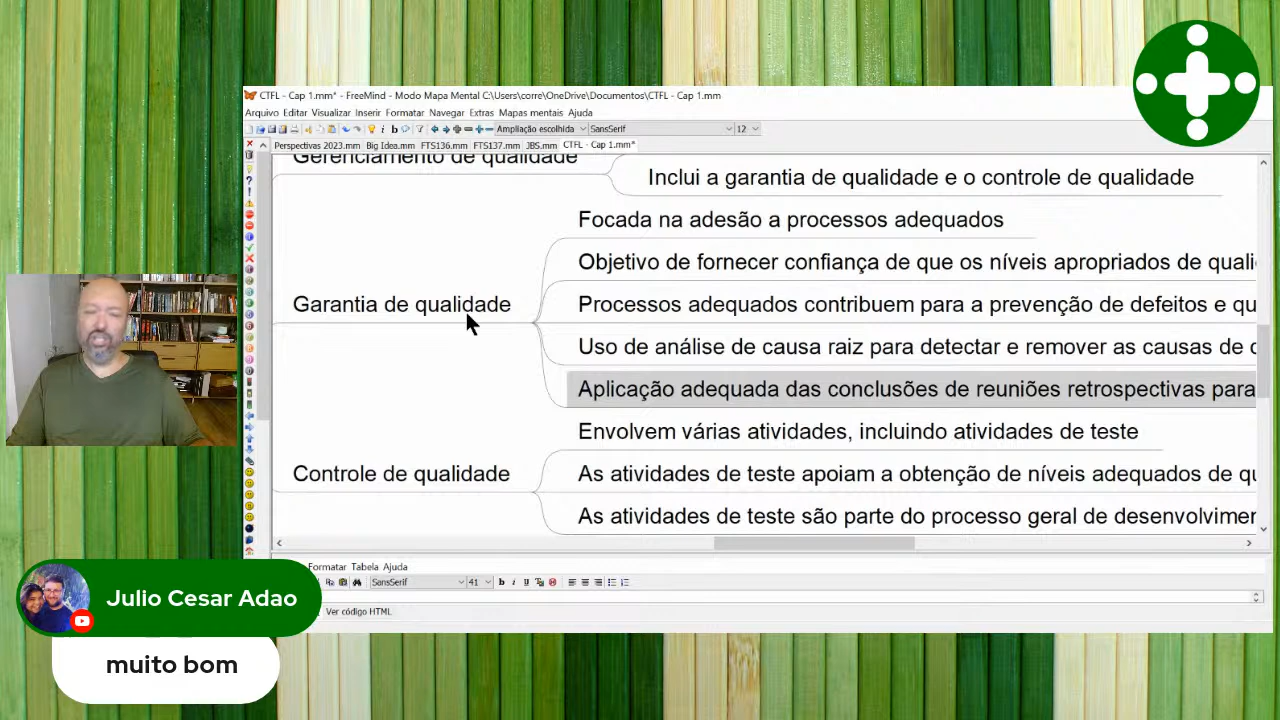 CTFL - Cap 1.mm* - FreeMind - Modo Mapa Mental C:\Users\corre\OneDrive\Documentos\CTFL - Cap 1.mm
Arquivo Editar Visualizar Inserir Formatar Navegar Extras Mapas mentais Ajuda
Ampliação escolhida SansSerif 12
Perspectivas 2023.mm Big Idea.mm FTS136.mm FTS137.mm JBS.mm CTFL - Cap 1.mm*
Gerenciamento de qualidade
Inclui a garantia de qualidade e o controle de qualidade
Focada na adesão a processos adequados
Objetivo de fornecer confiança de que os níveis apropriados de quali
Garantia de qualidade
Processos adequados contribuem para a prevenção de defeitos e qu
Uso de análise de causa raiz para detectar e remover as causas de
Aplicação adequada das conclusões de reuniões retrospectivas para
Envolvem várias atividades, incluindo atividades de teste
Controle de qualidade
As atividades de teste apoiam a obtenção de níveis adequados de qu
As atividades de teste são parte do processo geral de desenvolvimen
Formatar Tabela Ajuda
SansSerif 41
Ver código HTML
Julio Cesar Adao
muito bom